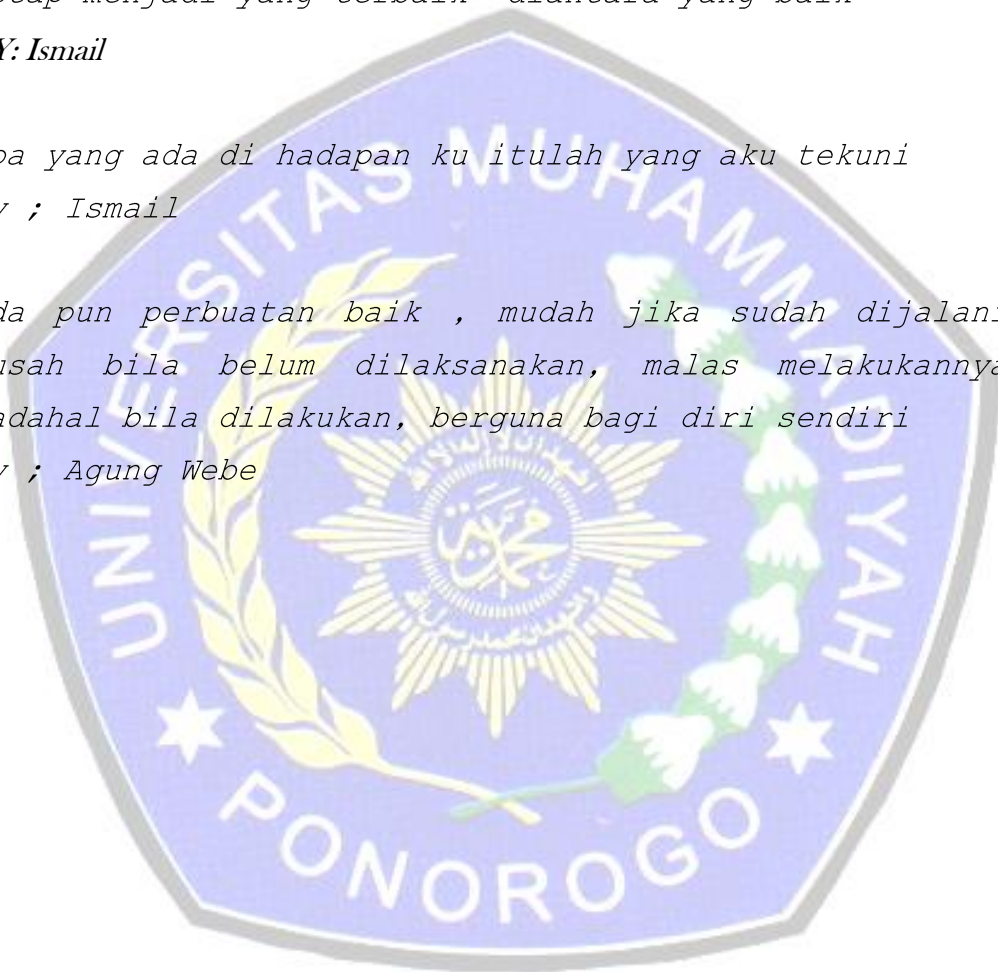 tap menjadi yang terbaik diantara yang baik
Y: Ismail
pa yang ada di hadapan ku itulah yang aku tekuni
y ; Ismail
da pun perbuatan baik , mudah jika sudah dijalani
usah bila belum dilaksanakan, malas melakukannya
adahal bila dilakukan, berguna bagi diri sendiri
y ; Agung Webe
UNIVERSITAS MUHAMMADIYAH
محمدية
PONOROGO